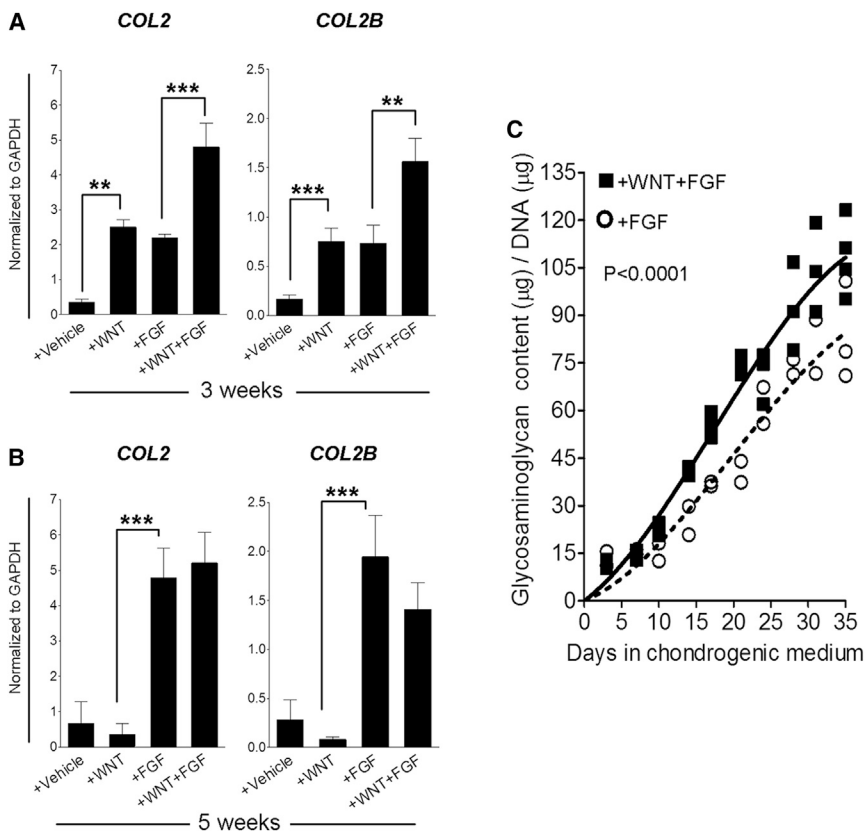 A
COL2
COL2B
Normalized to GAPDH
7
6
5
4
3
2
1
0
**
***
+Vehicle
+WNT
+FGF
+WNT+FGF
2.5
2.0
1.5
1.0
0.5
0.0
***
**
+Vehicle
+WNT
+FGF
+WNT+FGF
3 weeks
B
COL2
COL2B
Normalized to GAPDH
7
6
5
4
3
2
1
0
***
+Vehicle
+WNT
+FGF
+WNT+FGF
2.5
2.0
1.5
1.0
0.5
0.0
***
+Vehicle
+WNT
+FGF
+WNT+FGF
5 weeks
C
Glycosaminoglycan content (µg) / DNA (µg)
135
120
105
90
75
60
45
30
15
0
+WNT+FGF
+FGF
P<0.0001
0 5 10 15 20 25 30 35
Days in chondrogenic medium